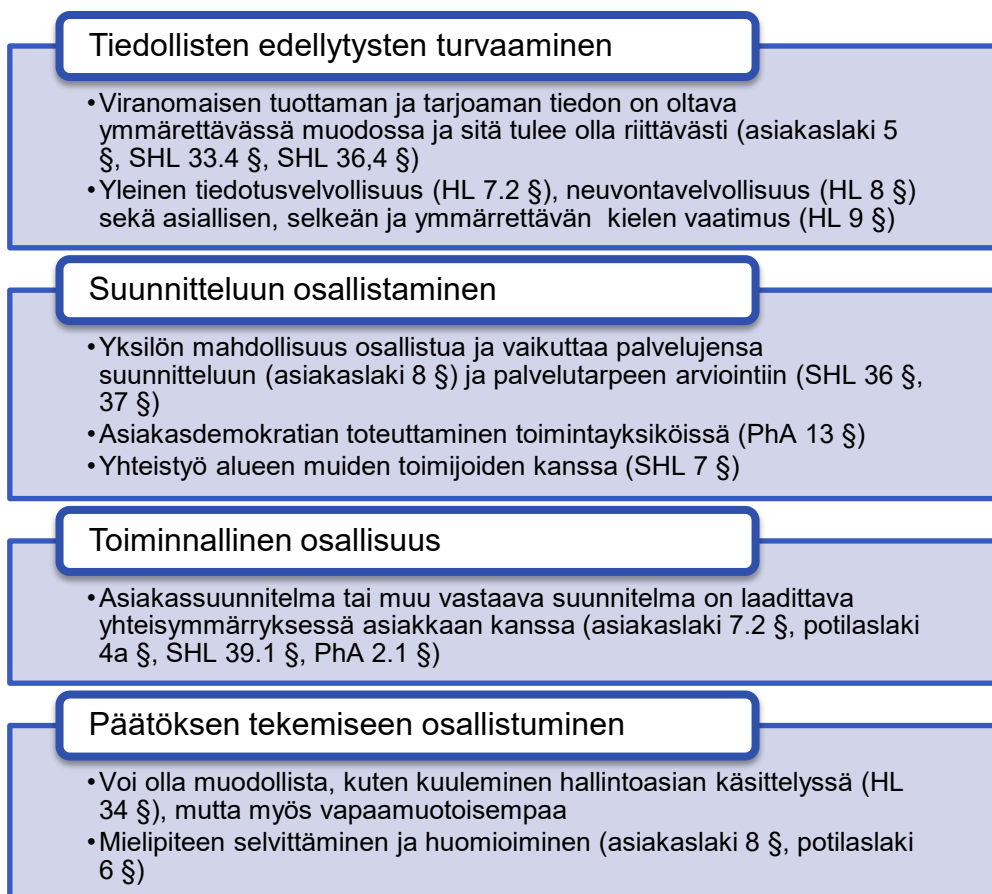 Tiedollisten edellytysten turvaaminen
•Viranomaisen tuottaman ja tarjoaman tiedon on oltava
ymmärettävässä muodossa ja sitä tulee olla riittävästi (asiakaslaki 5
§, SHL 33.4 §, SHL 36,4 §)
•Yleinen tiedotusvelvollisuus (HL 7.2 §), neuvontavelvollisuus (HL 8 §)
sekä asiallisen, selkeän ja ymmärrettävän kielen vaatimus (HL 9 §)
Suunnitteluun osallistaminen
•Yksilön mahdollisuus osallistua ja vaikuttaa palvelujensa
suunnitteluun (asiakaslaki 8 §) ja palvelutarpeen arviointiin (SHL 36 §,
37 §)
•Asiakasdemokratian toteuttaminen toimintayksiköissä (PhA 13 §)
•Yhteistyö alueen muiden toimijoiden kanssa (SHL 7 §)
Toiminnallinen osallisuus
•Asiakassuunnitelma tai muu vastaava suunnitelma on laadittava
yhteisymmärryksessä asiakkaan kanssa (asiakaslaki 7.2 §, potilaslaki
4a §, SHL 39.1 §, PhA 2.1 §)
Päätöksen tekemiseen osallistuminen
•Voi olla muodollista, kuten kuuleminen hallintoasian käsittelyssä (HL
34 §), mutta myös vapaamuotoisempaa
•Mielipiteen selvittäminen ja huomioiminen (asiakaslaki 8 §, potilaslaki
6 §)